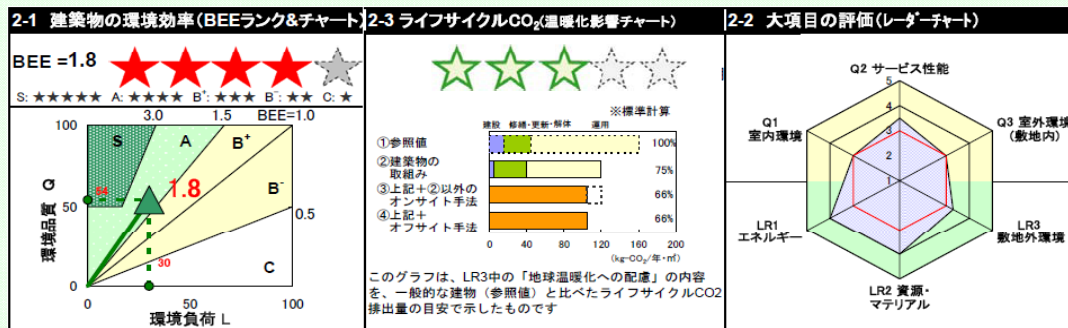 2-1 建築物の環境効率(BEEランク&チャート)
BEE =1.8
S: ★★★★★ A: ★★★★ B⁺: ★★★ B⁻: ★★ C: ★
3.0 1.5 BEE=1.0
100
S
A
B⁺
1.8
B⁻
54
50
0.5
30
C
0
0 50 100
環境品質 Q
環境負荷 L
2-3 ライフサイクルCO₂(温暖化影響チャート)
※標準計算
建設 修繕・更新・解体 運用
①参照値 100%
②建築物の取組み 75%
③上記+②以外の
オンサイト手法 66%
④上記+
オフサイト手法 66%
0 40 80 120 160 200
(kg-CO₂/年・㎡)
このグラフは、LR3中の「地球温暖化への配慮」の内容
を、一般的な建物(参照値)と比べたライフサイクルCO2
排出量の目安で示したものです
2-2 大項目の評価(レーダーチャート)
Q2 サービス性能
5
4
3
2
1
Q1
室内環境
Q3 室外環境
(敷地内)
LR1
エネルギー
LR3
敷地外環境
LR2 資源・
マテリアル